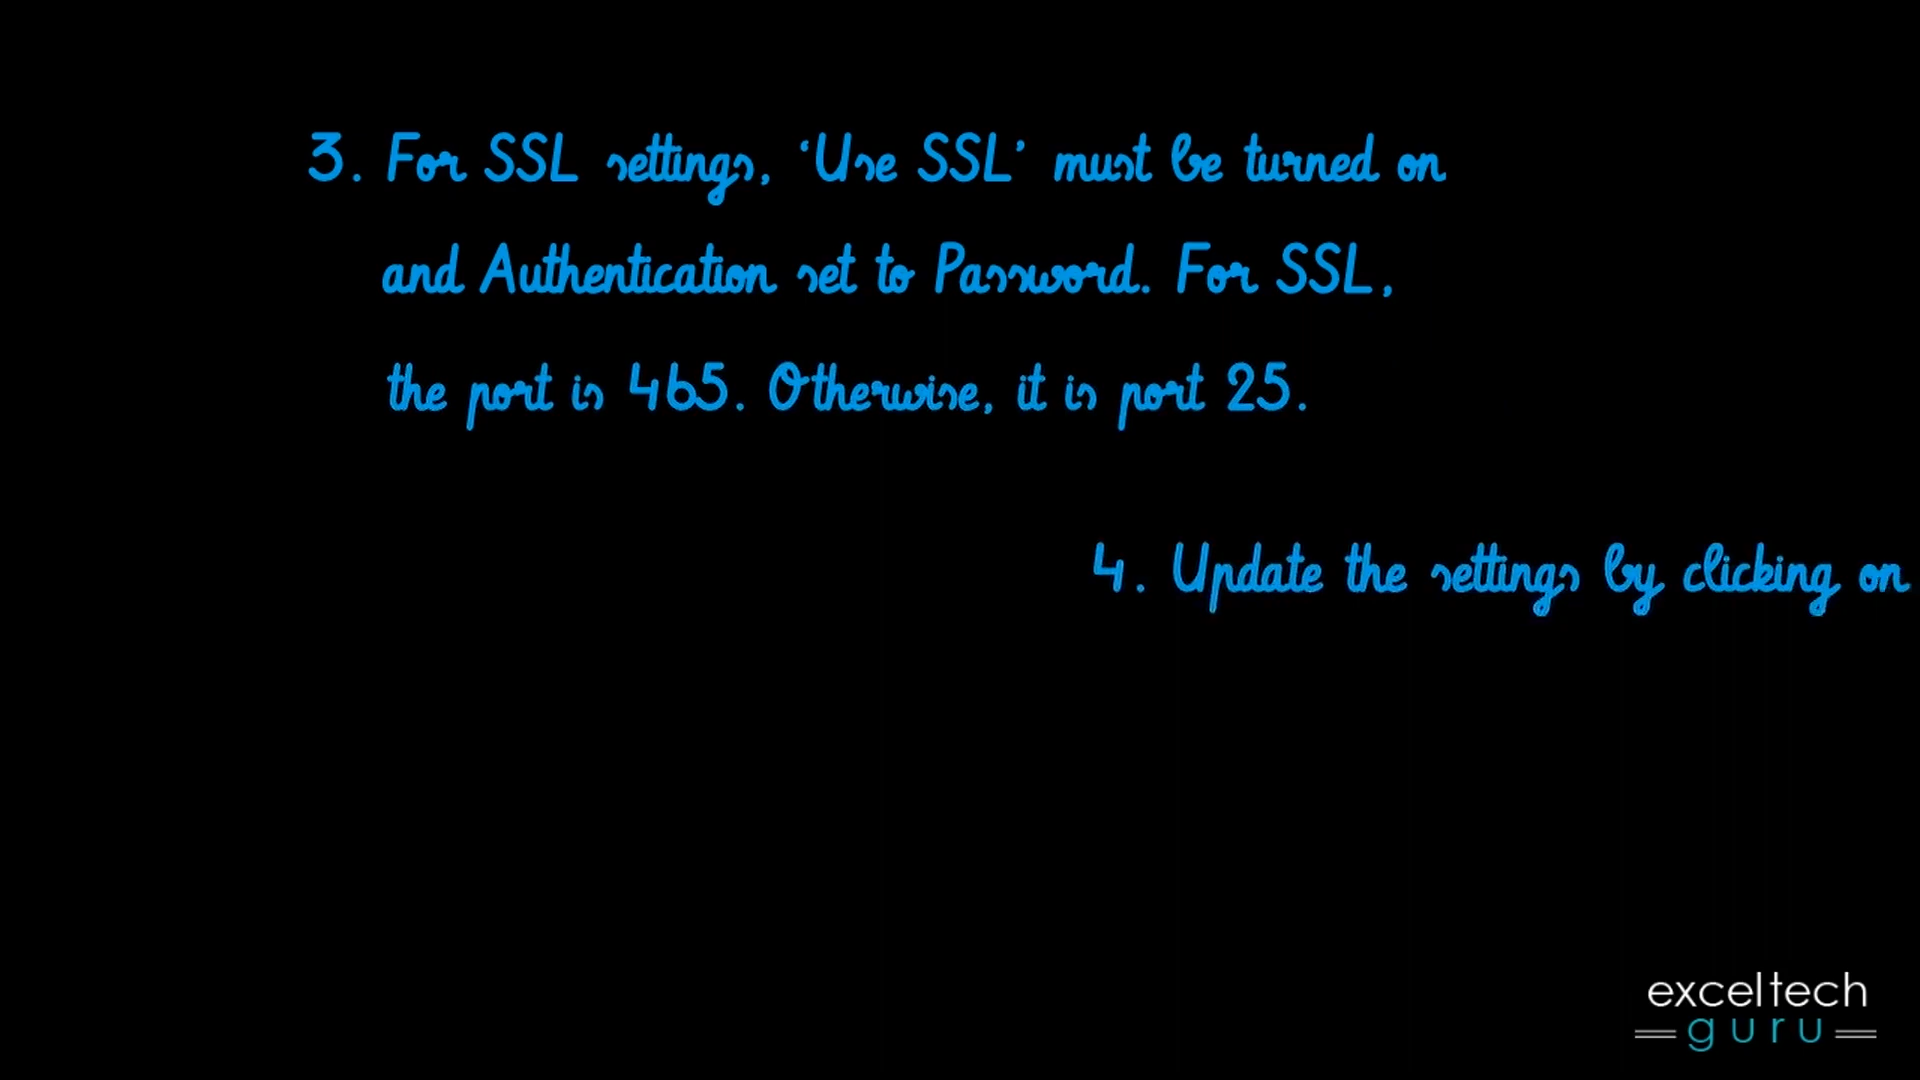 3. For SSL settings, ‘Use SSL’ must be turned on
and Authentication set to Password. For SSL,
the port is 465. Otherwise, it is port 25.
4. Update the settings by clicking on
exceltech
guru